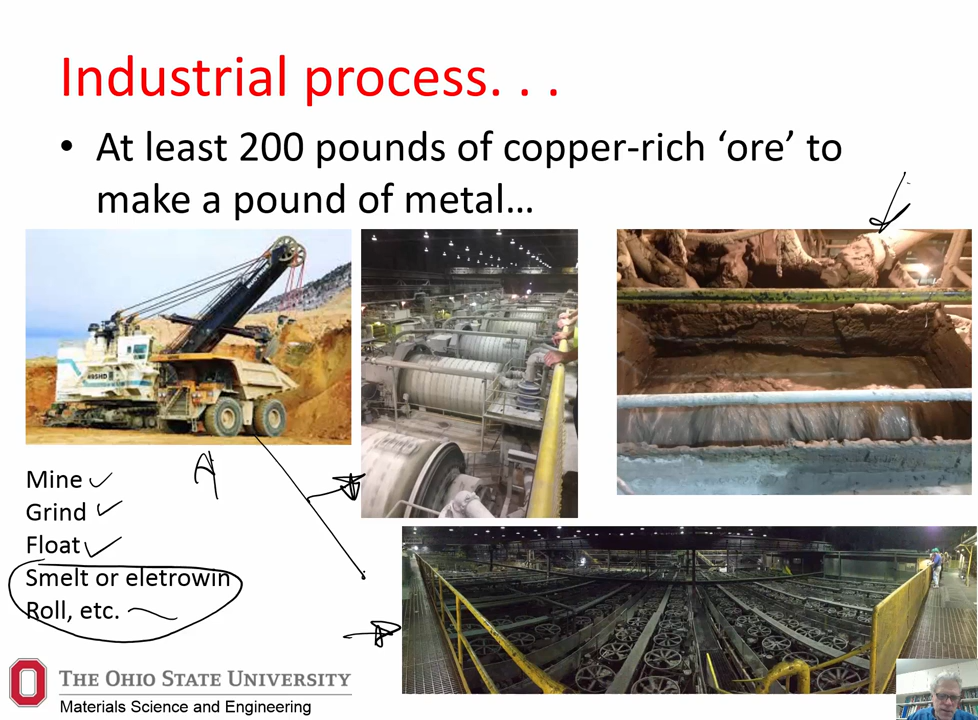 Industrial process. . .
• At least 200 pounds of copper-rich ‘ore’ to
make a pound of metal…
Mine
Grind
Float
Smelt or eletrowin
Roll, etc.
THE OHIO STATE UNIVERSITY
Materials Science and Engineering